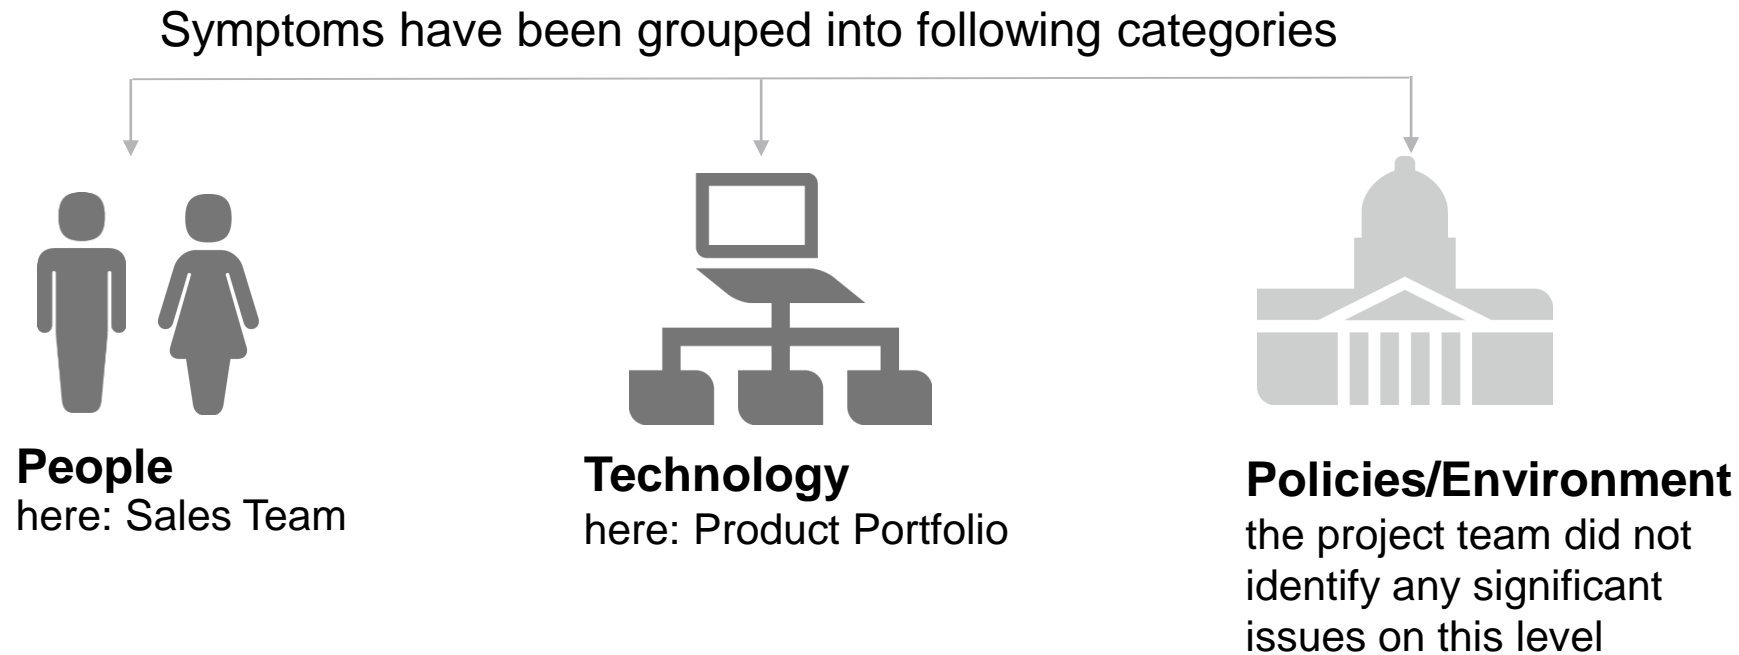 Symptoms have been grouped into following categories
People
here: Sales Team
Technology
here: Product Portfolio
Policies/Environment
the project team did not
identify any significant
issues on this level